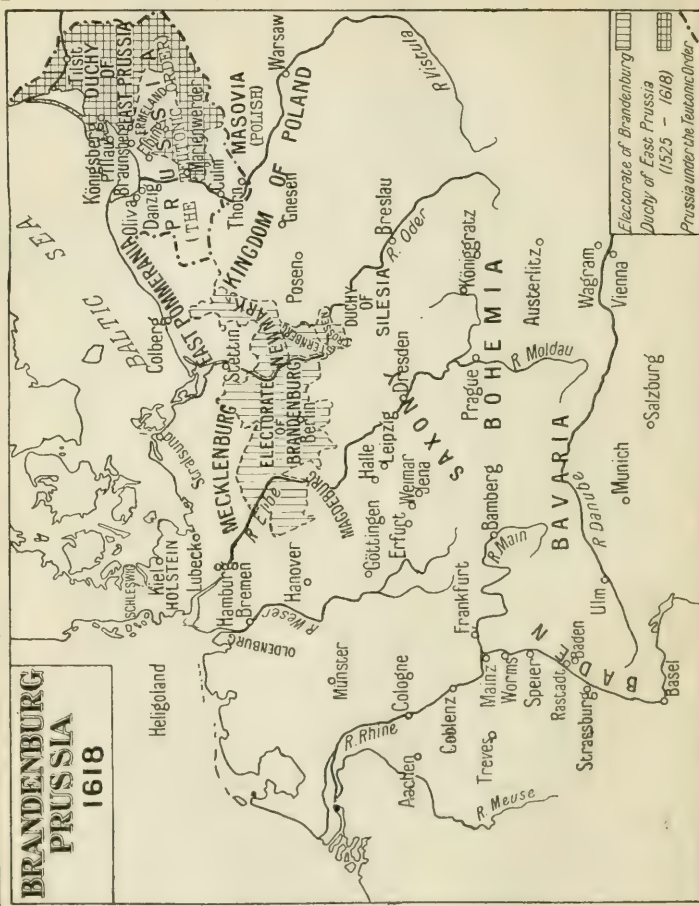 BRANDENBURG
PRUSSIA
1618
BALTIC SEA
Heligoland
SCHLESWIG
Kiel
HOLSTEIN
Lubeck
Hamburg
Bremen
OLDENBURG
Hanover
R. Weser
Münster
Cologne
R. Rhine
Aachen
Coblenz
Treves
R. Meuse
Frankfurt
Mainz
Worms
Speier
Rastadt
Baden
Strassburg
BADEN
Basel
Ulm
R Danube
Munich
Salzburg
BAVARIA
Bamberg
R. Main
Göttingen
Erfurt
Weimar
Jena
Halle
Leipzig
Dresden
SAXONY
MAGDEBURG
R. Elbe
MECKLENBURG
Stralsund
ELECTORATE
OF
BRANDENBURG
Berlin
NEW MARK
Stettin
EAST POMMERANIA
Colberg
Oliva
Danzig
Königsberg
Pillau
Braunsberg
Tilsit
DUCHY
OF
EAST PRUSSIA
ERMELAND
PRUSSIA
(THE TEUTONIC ORDER)
Marienwerder
Culm
Thorn
MASOVIA
(POLISH)
Warsaw
R Vistula
KINGDOM OF POLAND
Gnesen
Posen
DUCHY
OF
SILESIA
Breslau
R. Oder
Königgratz
Prague
BOHEMIA
R Moldau
Austerlitz
Wagram
Vienna
Electorate of Brandenburg
Duchy of East Prussia
(1525 - 1618)
Prussia under the Teutonic Order